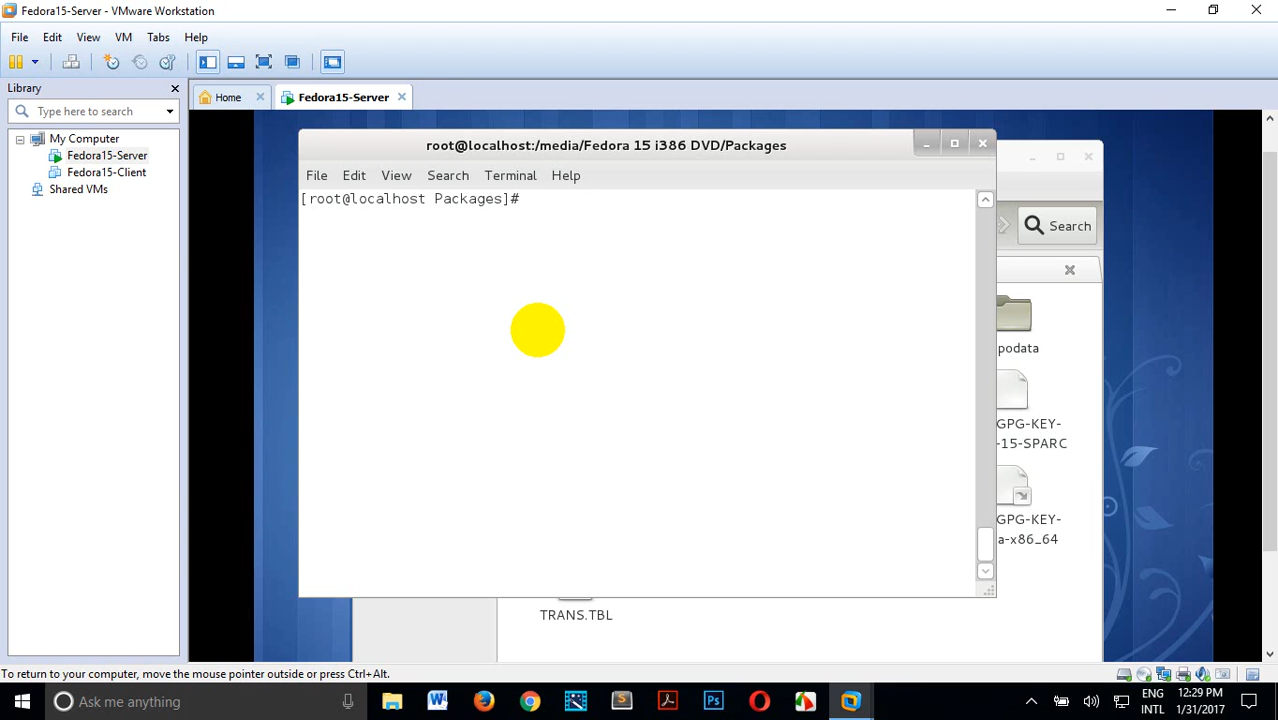 Fedora15-Server - VMware Workstation
File Edit View VM Tabs Help
Library
Type here to search
My Computer
Fedora15-Server
Fedora15-Client
Shared VMs
Home
Fedora15-Server
root@localhost:/media/Fedora 15 i386 DVD/Packages
File Edit View Search Terminal Help
[root@localhost Packages]#
Search
podata
GPG-KEY-
-15-SPARC
GPG-KEY-
a-x86_64
TRANS.TBL
To return to your computer, move the mouse pointer outside or press Ctrl+Alt.
Ask me anything
ENG
INTL
12:29 PM
1/31/2017